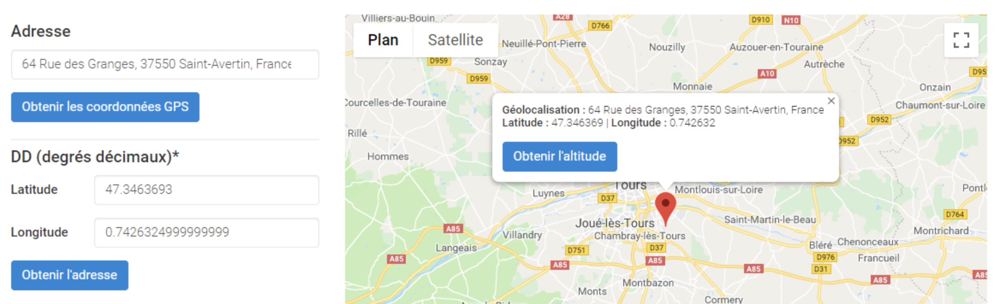 Adresse
64 Rue des Granges, 37550 Saint-Avertin, France
Obtenir les coordonnées GPS
DD (degrés décimaux)*
Latitude
47.3463693
Longitude
0.7426324999999999
Obtenir l'adresse
Villiers-au-Bouin
A28
D766
D910
N10
Plan
Satellite
Neuillé-Pont-Pierre
Nouzilly
Auzouer-en-Touraine
D959
Sonzay
Autrèche
D959
A10
Monnaie
Onzain
Courcelles-de-Touraine
Chaumont-sur-Loire
Géolocalisation : 64 Rue des Granges, 37550 Saint-Avertin, France
Latitude : 47.346369 | Longitude : 0.742632
Obtenir l'altitude
D952
Rillé
D952
Hommes
Tours
Luynes
Montlouis-sur-Loire
D37
D764
Joué-lès-Tours
Saint-Martin-le-Beau
A85
Villandry
Chambray-lès-Tours
Montrichard
Langeais
D751
D37
Bléré
Chenonceaux
A85
A85
A85
D976
Francueil
A85
D31
A85
A85
Montbazon
Monts
Cormery